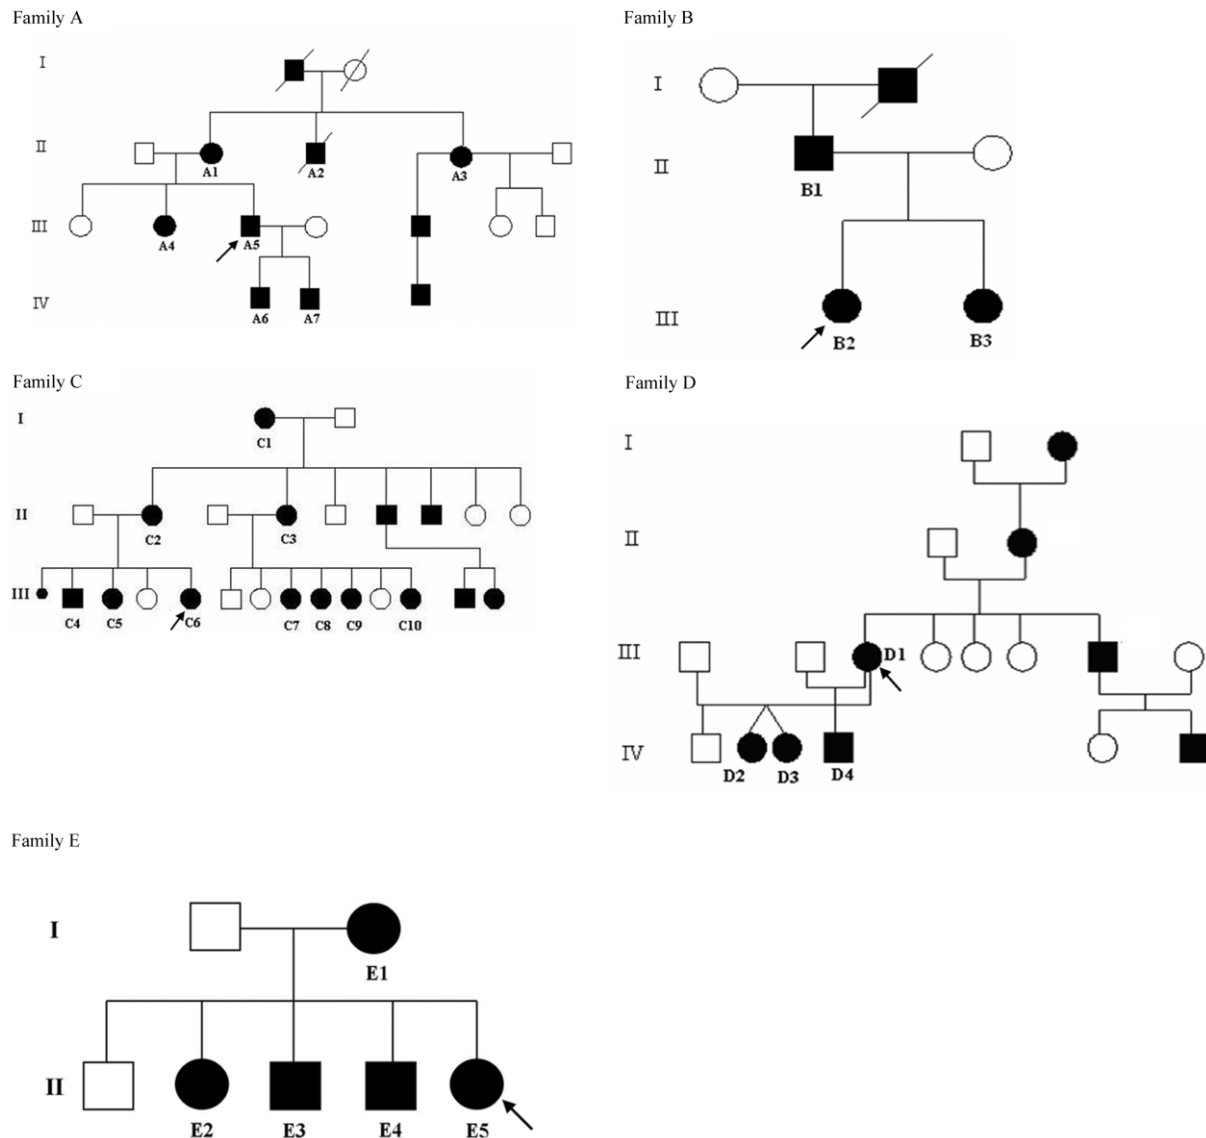 Family A
I
II
A1 A2 A3
III
A4 A5
IV
A6 A7
Family B
I
II
B1
III
B2 B3
Family C
I
C1
II
C2 C3
III
C4 C5 C6 C7 C8 C9 C10
Family D
I
II
III
D1
IV
D2 D3 D4
Family E
I
E1
II
E2 E3 E4 E5